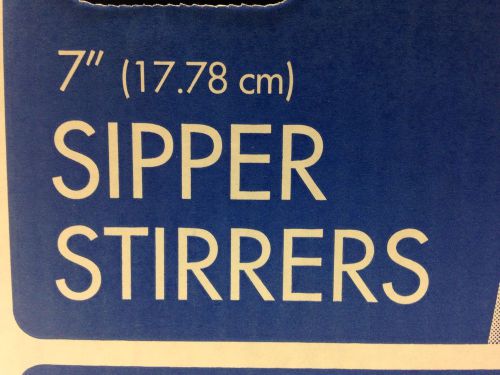 7" (17.78 cm)
SIPPER
STIRRERS